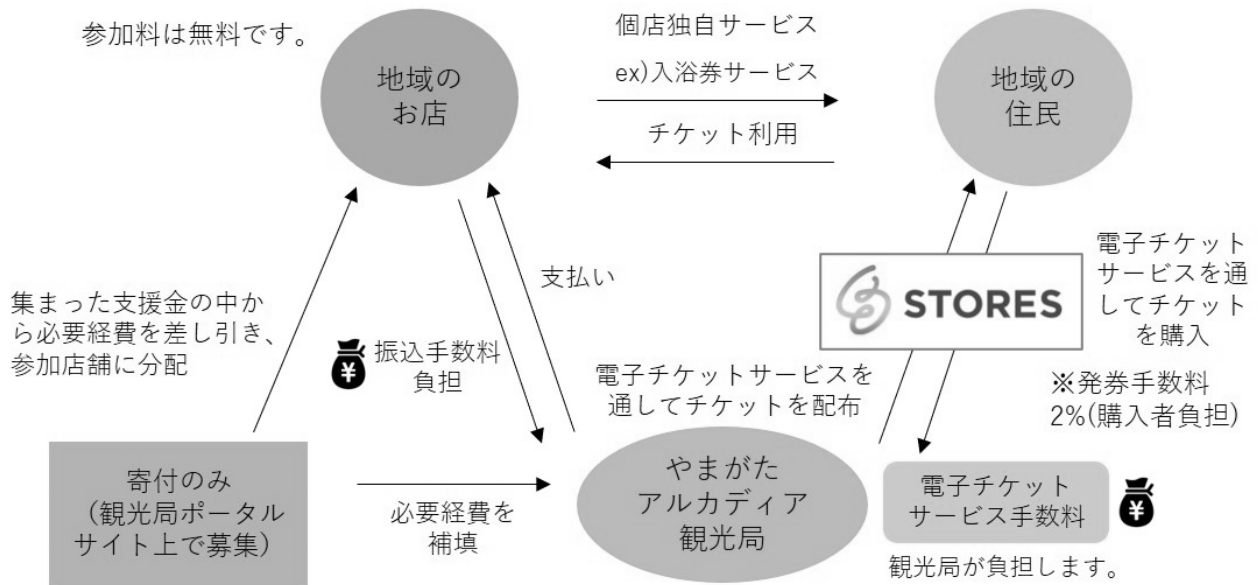 参加料は無料です。
地域の
お店
個店独自サービス
ex)入浴券サービス
チケット利用
地域の
住民
集まった支援金の中か
ら必要経費を差し引き、
参加店舗に分配
支払い
¥
振込手数料
負担
STORES
電子チケット
サービスを通
してチケット
を購入
※発券手数料
2%(購入者負担)
電子チケットサービスを
通してチケットを配布
寄付のみ
（観光局ポータル
サイト上で募集）
必要経費を
補填
やまがた
アルカディア
観光局
電子チケット
サービス手数料
¥
観光局が負担します。